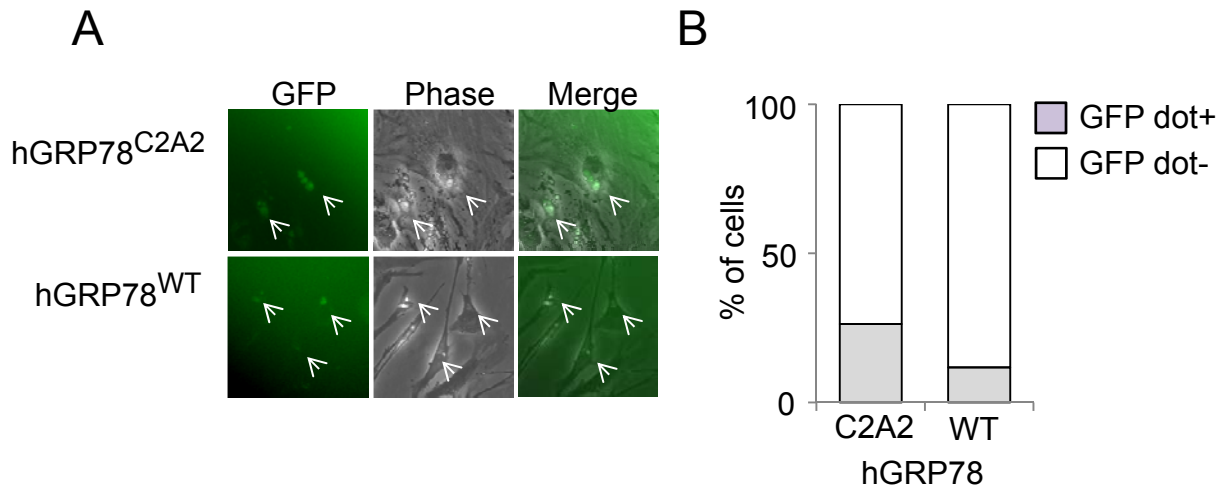 A
GFP Phase Merge
hGRP78C2A2
hGRP78WT
B
% of cells
100
50
0
C2A2 WT
hGRP78
GFP dot+
GFP dot-